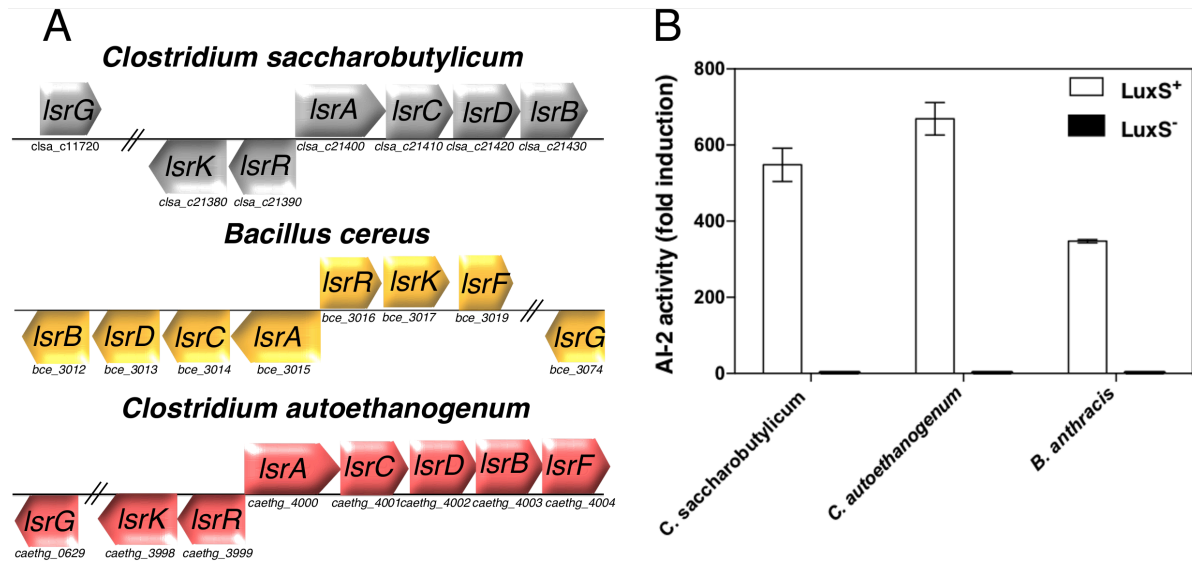 A
Clostridium saccharobutylicum
lsrG
lsrA
lsrC
lsrD
lsrB
clsa_c11720
clsa_c21400
clsa_c21410
clsa_c21420
clsa_c21430
lsrK
lsrR
clsa_c21380
clsa_c21390
Bacillus cereus
lsrR
lsrK
lsrF
bce_3016
bce_3017
bce_3019
lsrB
lsrD
lsrC
lsrA
lsrG
bce_3012
bce_3013
bce_3014
bce_3015
bce_3074
Clostridium autoethanogenum
lsrA
lsrC
lsrD
lsrB
lsrF
caethg_4000
caethg_4001
caethg_4002
caethg_4003
caethg_4004
lsrG
lsrK
lsrR
caethg_0629
caethg_3998
caethg_3999
B
AI-2 activity (fold induction)
800
600
400
200
0
LuxS+
LuxS-
C. saccharobutylicum
C. autoethanogenum
B. anthracis